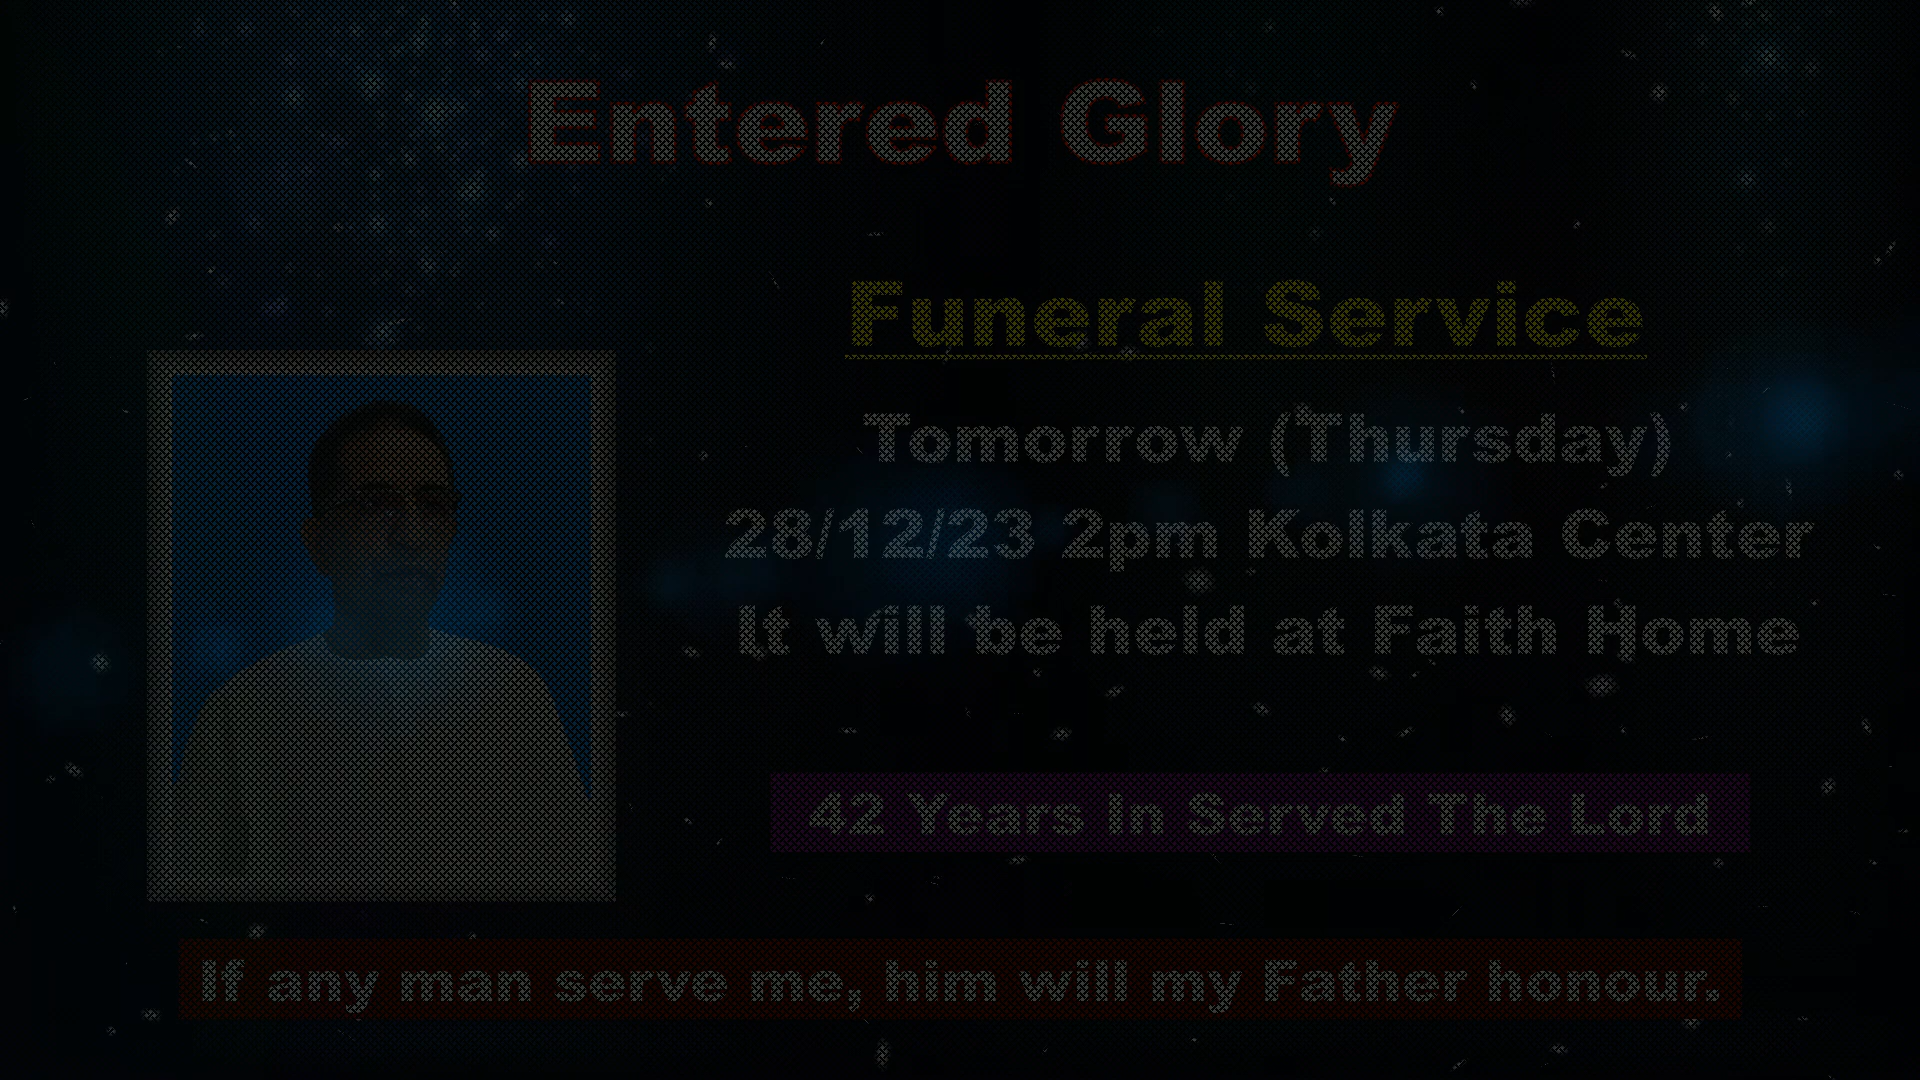 Entered Glory
Funeral Service
Tomorrow (Thursday)
28/12/23 2pm Kolkata Center
It will be held at Faith Home
42 Years In Served The Lord
If any man serve me, him will my Father honour.